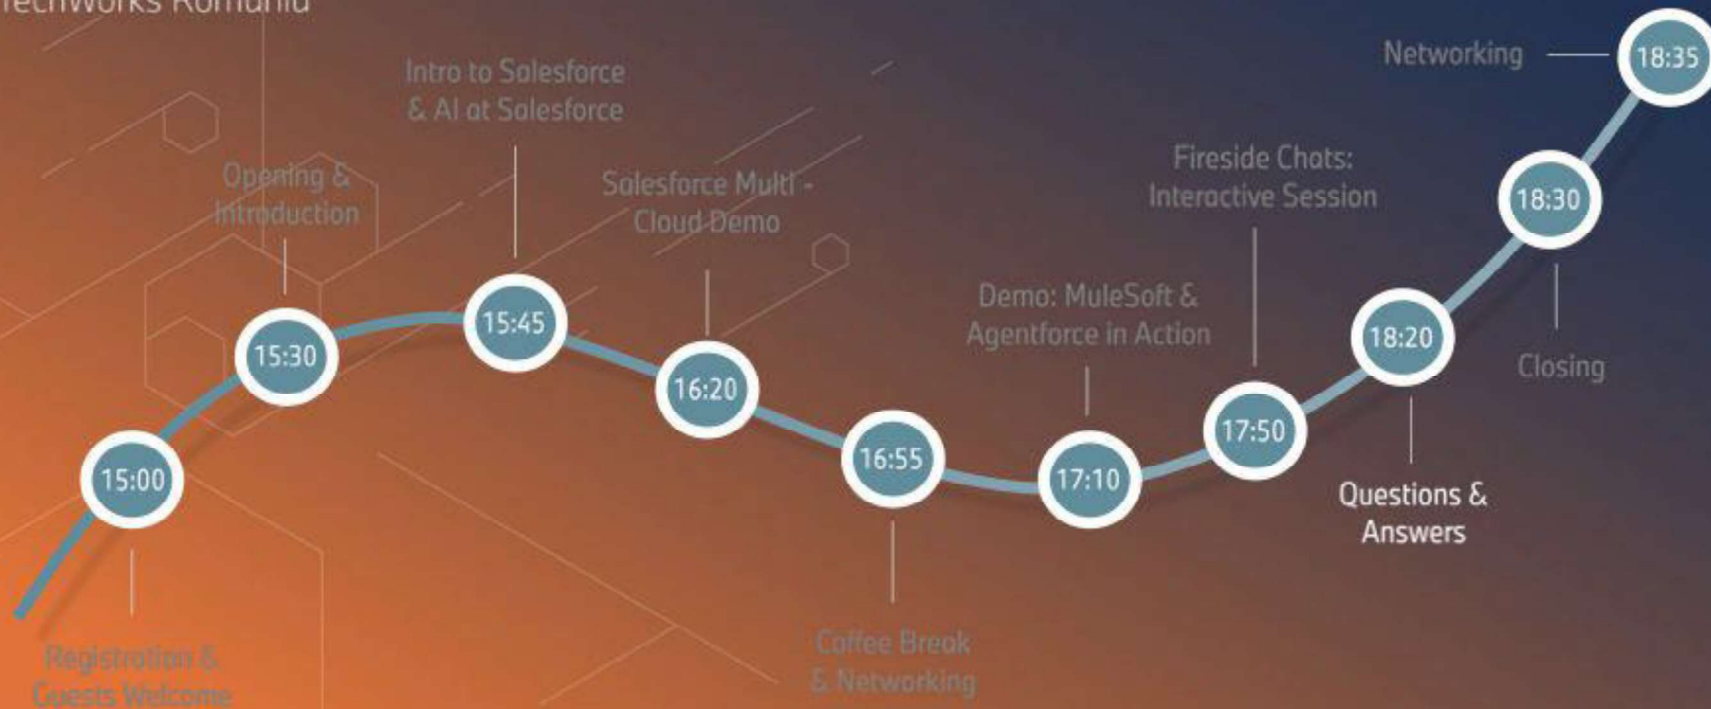 TechWorks Romania
15:00
Registration &
Guests Welcome
15:30
Opening &
Introduction
15:45
Intro to Salesforce
& AI at Salesforce
16:20
Salesforce Multi -
Cloud Demo
16:55
Coffee Break
& Networking
17:10
Demo: MuleSoft &
Agentforce in Action
17:50
Fireside Chats:
Interactive Session
18:20
Questions &
Answers
18:30
Closing
18:35
Networking